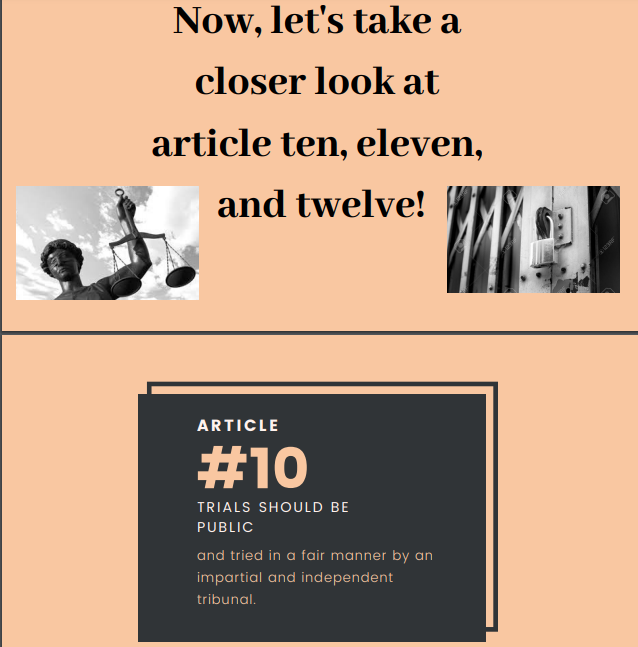 Now, let's take a
closer look at
article ten, eleven,
and twelve!
ARTICLE
#10
TRIALS SHOULD BE
PUBLIC
and tried in a fair manner by an
impartial and independent
tribunal.